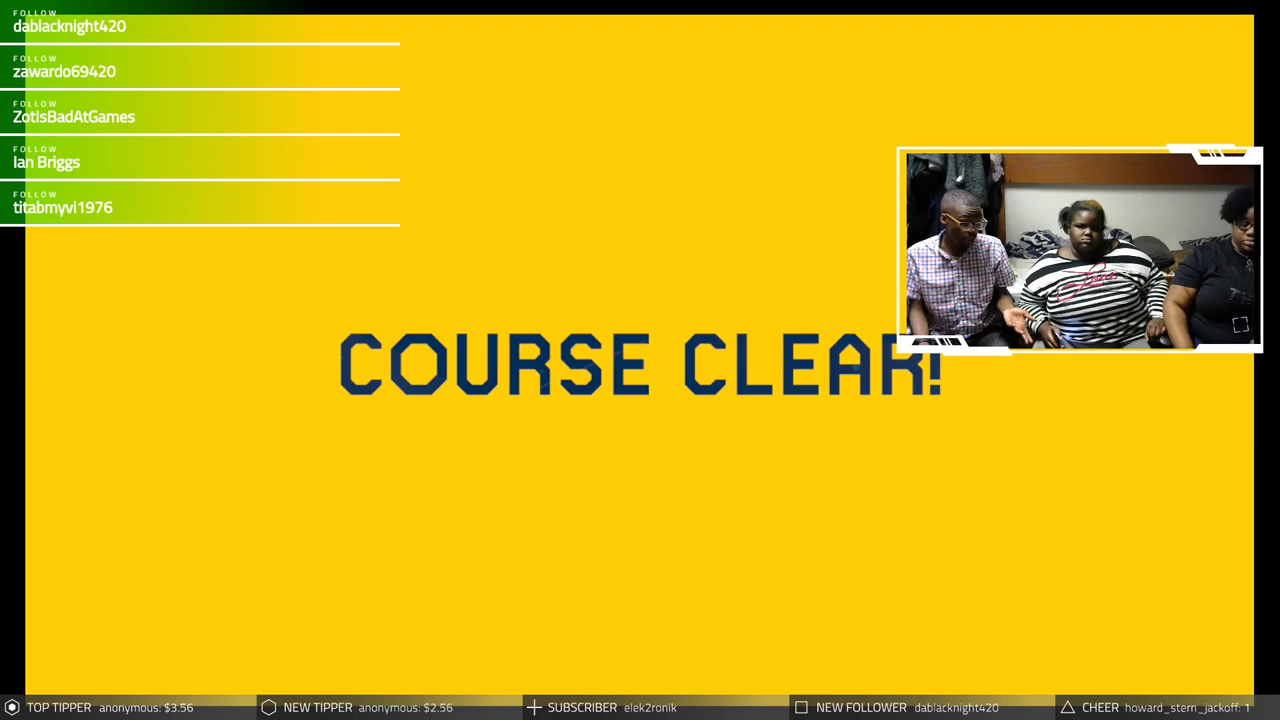 FOLLOW
dablacknight420
FOLLOW
zawardo69420
FOLLOW
ZotIsBadAtGames
FOLLOW
Ian Briggs
FOLLOW
titabmyvi1976
COURSE CLEAR!
TOP TIPPER anonymous: $3.56
NEW TIPPER anonymous: $2.56
SUBSCRIBER elek2ronik
NEW FOLLOWER dablacknight420
CHEER howard_stern_jackoff: 1